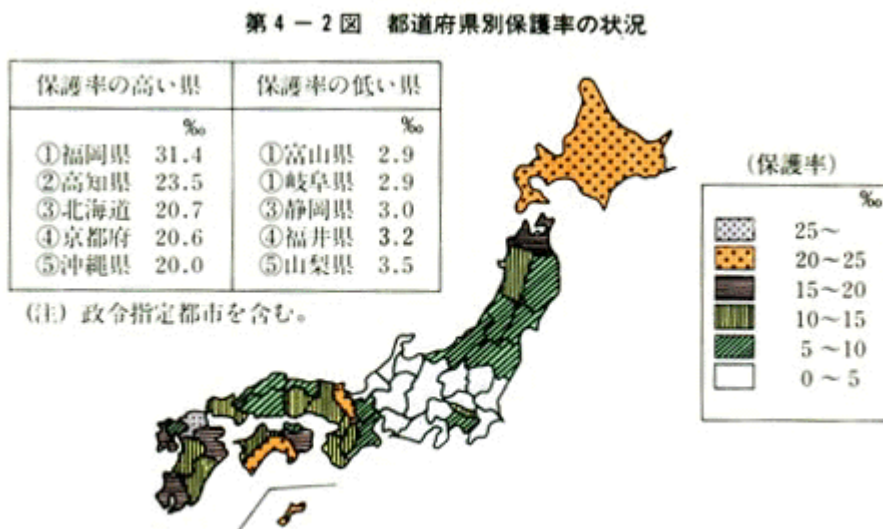 第4－2図　都道府県別保護率の状況
保護率の高い県　保護率の低い県
‰　‰
①福岡県　31.4　①富山県　2.9
②高知県　23.5　①岐阜県　2.9
③北海道　20.7　③静岡県　3.0
④京都府　20.6　④福井県　3.2
⑤沖縄県　20.0　⑤山梨県　3.5
(注)　政令指定都市を含む。
(保護率)
‰
25～
20～25
15～20
10～15
5～10
0～5